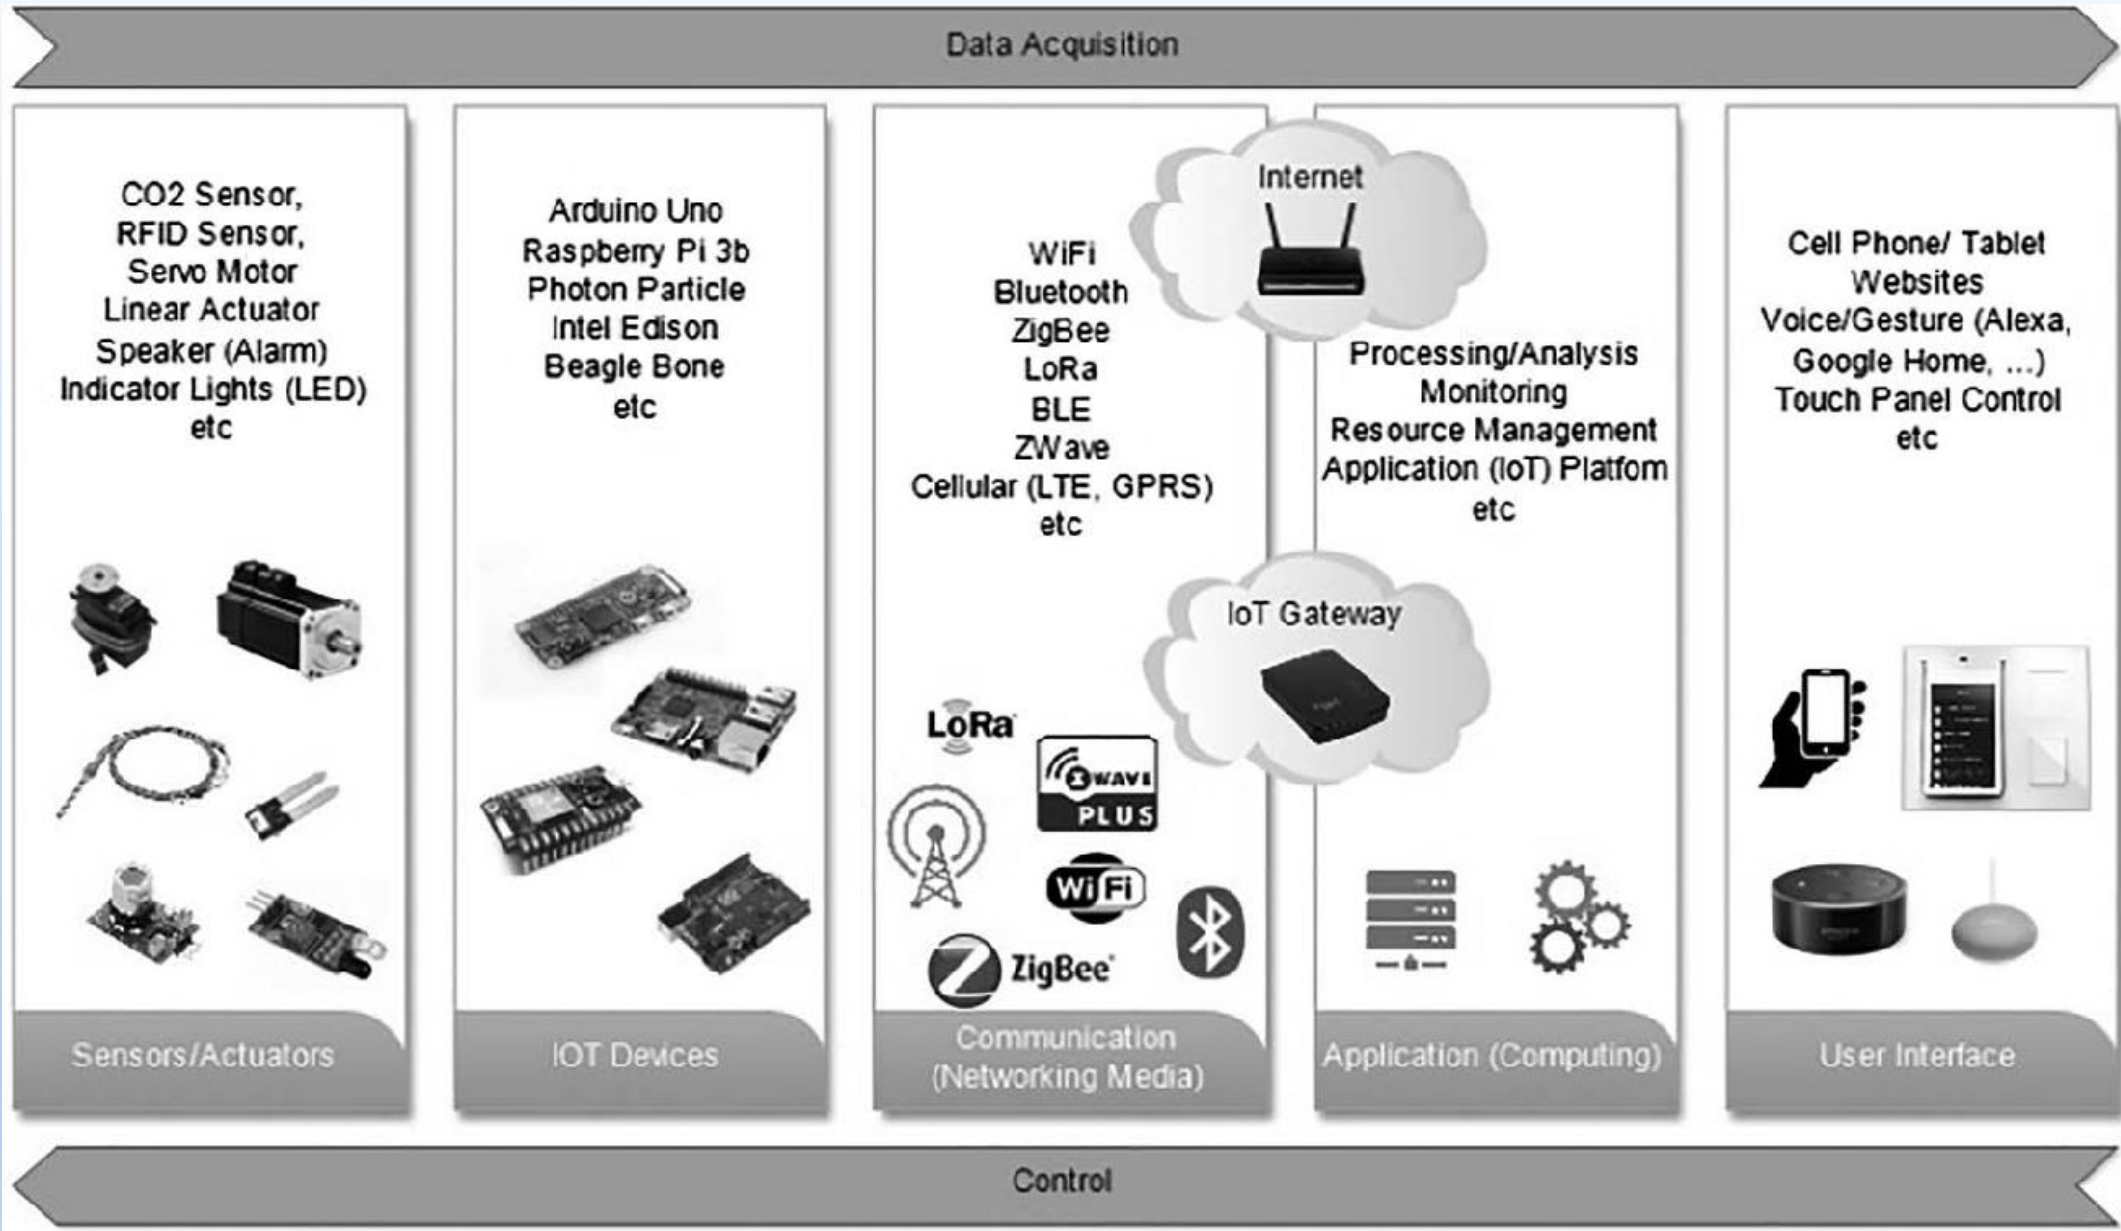 Data Acquisition
CO2 Sensor,
RFID Sensor,
Servo Motor
Linear Actuator
Speaker (Alarm)
Indicator Lights (LED)
etc
Sensors/Actuators
Arduino Uno
Raspberry Pi 3b
Photon Particle
Intel Edison
Beagle Bone
etc
IOT Devices
WiFi
Bluetooth
ZigBee
LoRa
BLE
ZWave
Cellular (LTE, GPRS)
etc
Internet
IoT Gateway
LoRa
Z WAVE
PLUS
Wi Fi
Z ZigBee
Communication
(Networking Media)
Processing/Analysis
Monitoring
Resource Management
Application (IoT) Platfom
etc
Application (Computing)
Cell Phone/ Tablet
Websites
Voice/Gesture (Alexa,
Google Home, ...)
Touch Panel Control
etc
User Interface
Control